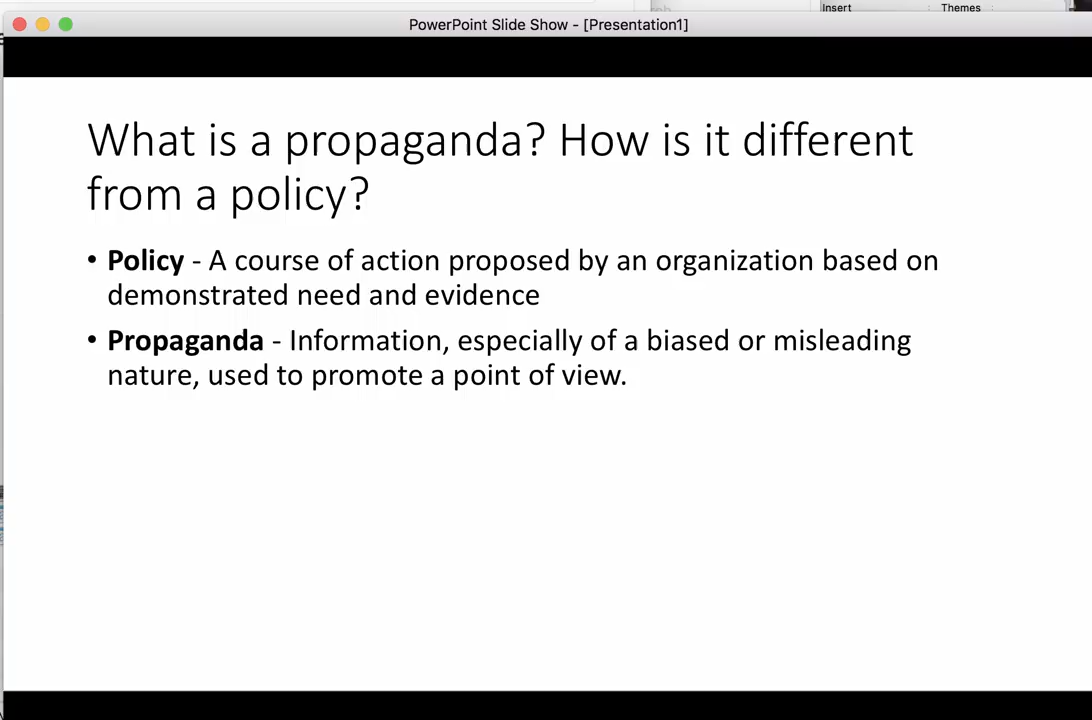 Insert
Themes
PowerPoint Slide Show - [Presentation1]
What is a propaganda? How is it different
from a policy?
• Policy - A course of action proposed by an organization based on
demonstrated need and evidence
• Propaganda - Information, especially of a biased or misleading
nature, used to promote a point of view.